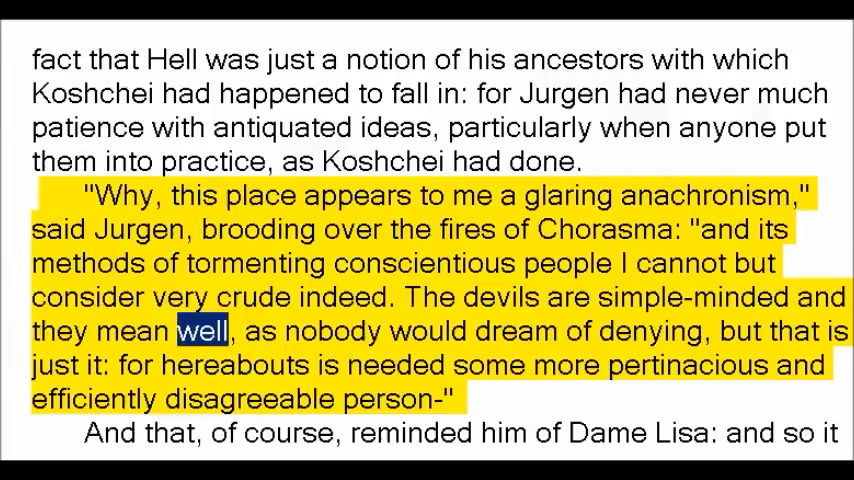 fact that Hell was just a notion of his ancestors with which
Koshchei had happened to fall in: for Jurgen had never much
patience with antiquated ideas, particularly when anyone put
them into practice, as Koshchei had done.
"Why, this place appears to me a glaring anachronism,"
said Jurgen, brooding over the fires of Chorasma: "and its
methods of tormenting conscientious people I cannot but
consider very crude indeed. The devils are simple-minded and
they mean well, as nobody would dream of denying, but that is
just it: for hereabouts is needed some more pertinacious and
efficiently disagreeable person-"
And that, of course, reminded him of Dame Lisa: and so it